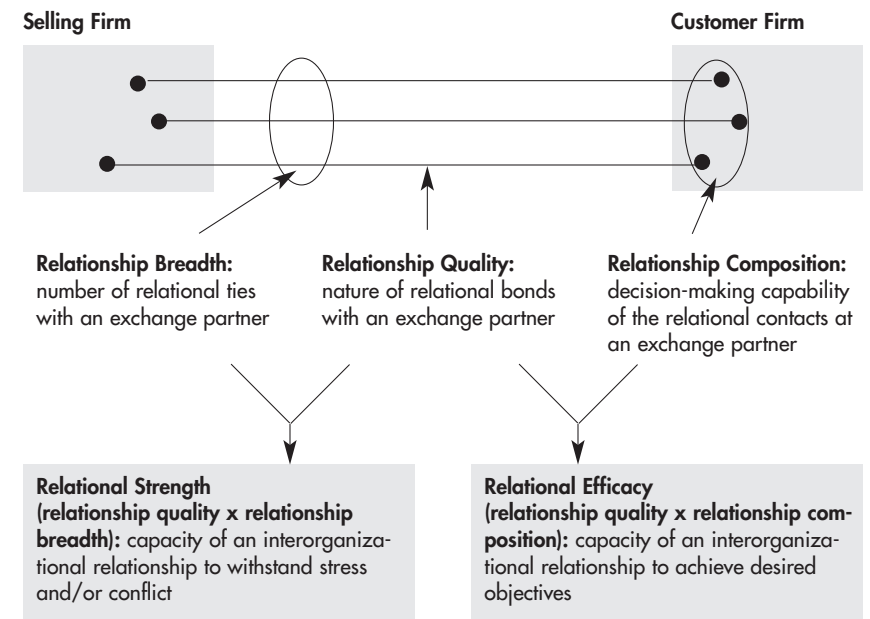 Selling Firm
Customer Firm
Relationship Breadth:
number of relational ties
with an exchange partner
Relationship Quality:
nature of relational bonds
with an exchange partner
Relationship Composition:
decision-making capability
of the relational contacts at
an exchange partner
Relational Strength
(relationship quality x relationship
breadth): capacity of an interorganiza-
tional relationship to withstand stress
and/or conflict
Relational Efficacy
(relationship quality x relationship com-
position): capacity of an interorganiza-
tional relationship to achieve desired
objectives